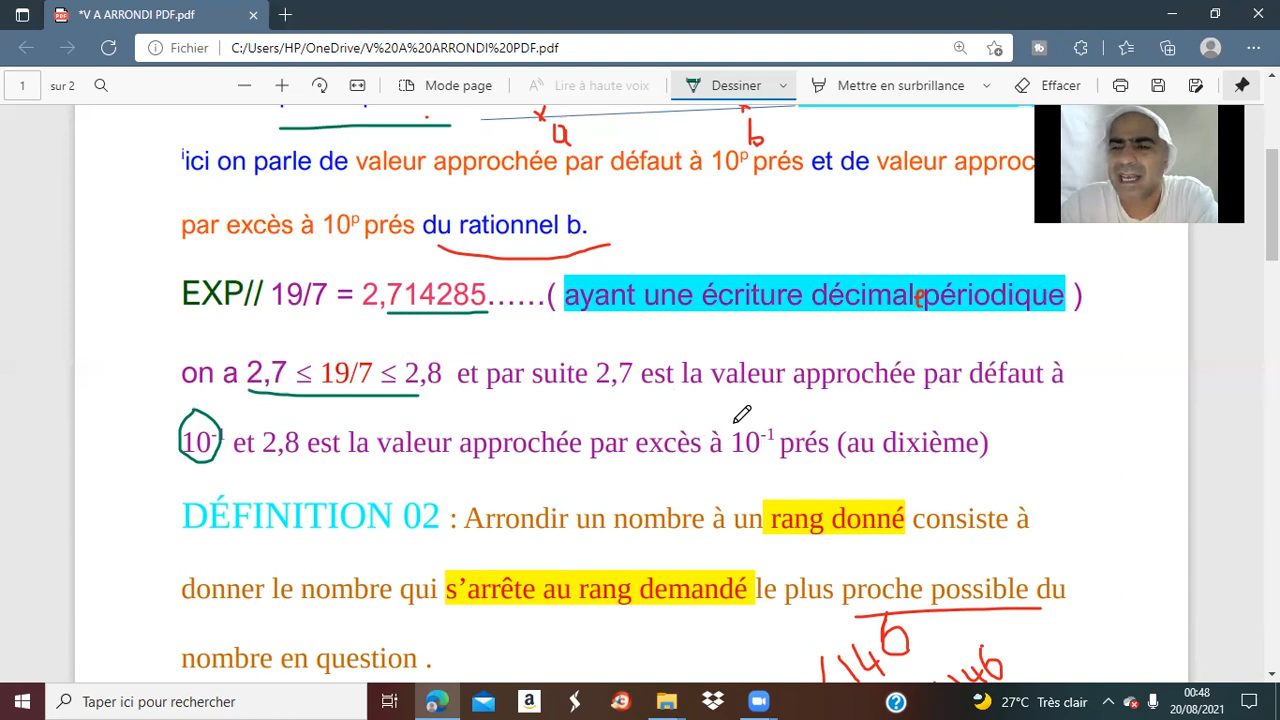 *V A ARRONDI PDF.pdf
Fichier
C:/Users/HP/OneDrive/V%20A%20ARRONDI%20PDF.pdf
1 sur 2
Mode page
Lire à haute voix
Dessiner
Mettre en surbrillance
Effacer
a
b
ici on parle de valeur approchée par défaut à 10ᵖ prés et de valeur approc
par excès à 10ᵖ prés du rationnel b.
EXP// 19/7 = 2,714285......( ayant une écriture décimale périodique )
on a 2,7 ≤ 19/7 ≤ 2,8 et par suite 2,7 est la valeur approchée par défaut à
10⁻¹ et 2,8 est la valeur approchée par excès à 10⁻¹ prés (au dixième)
DÉFINITION 02 : Arrondir un nombre à un rang donné consiste à
donner le nombre qui s’arrête au rang demandé le plus proche possible du
nombre en question .
Taper ici pour rechercher
27°C Très clair
00:48
20/08/2021